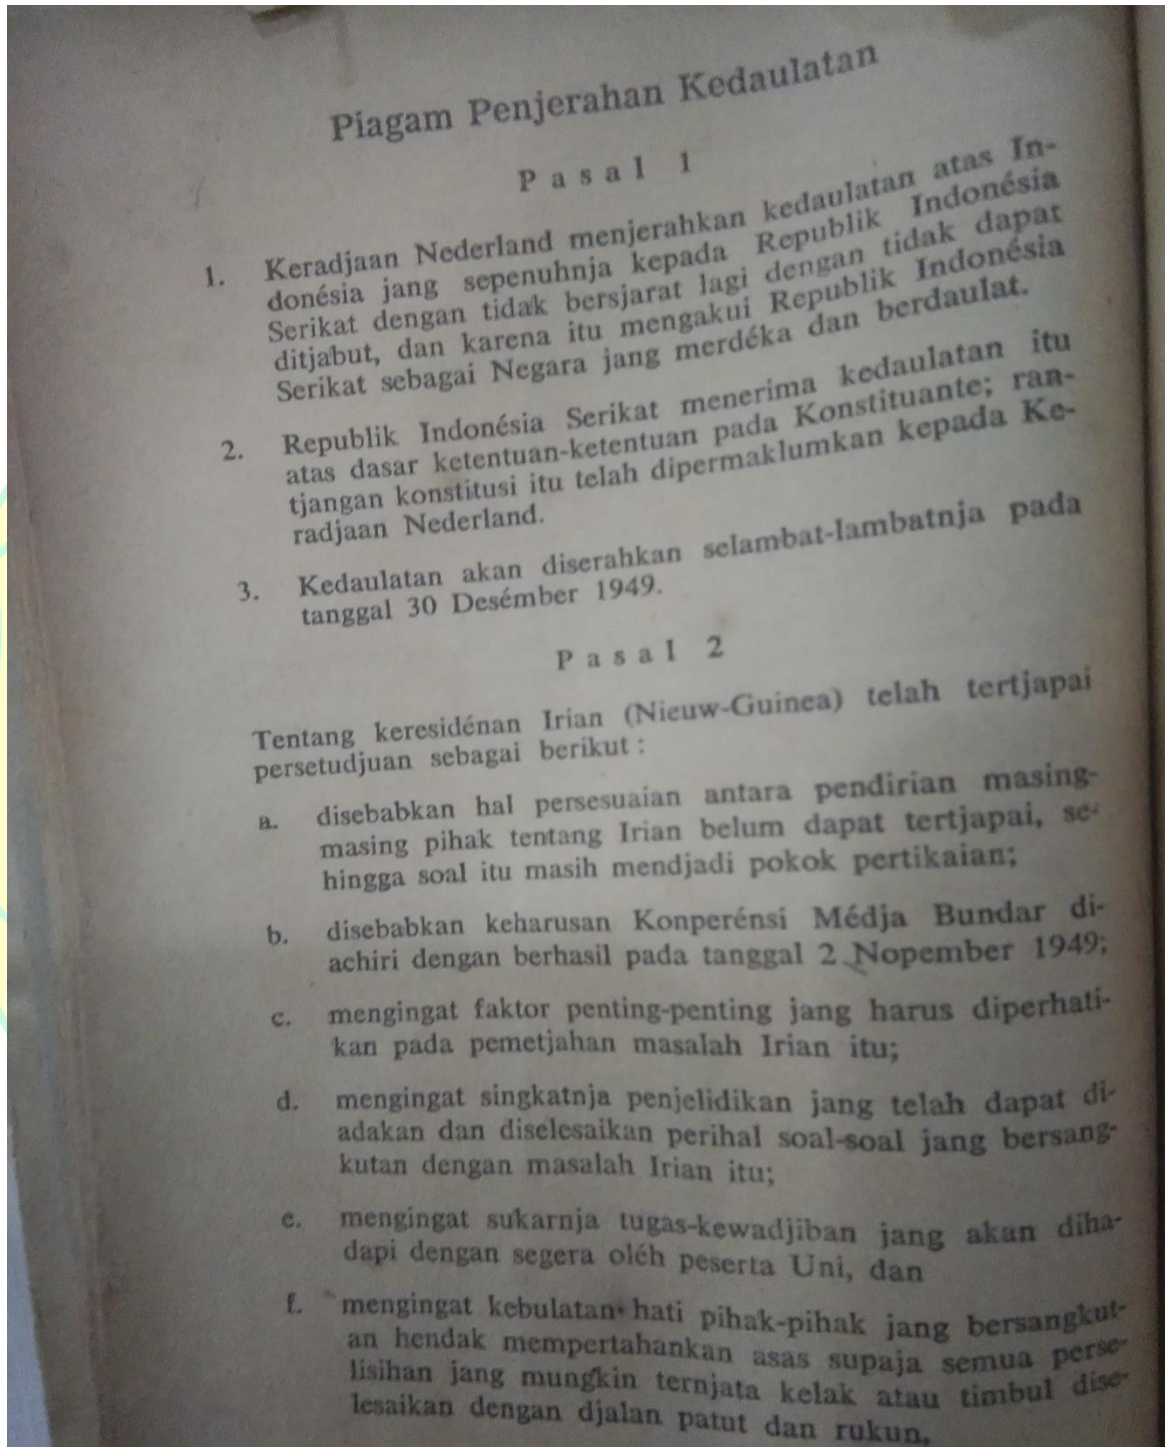 Piagam Penjerahan Kedaulatan
Pasal 1
1. Keradjaan Nederland menjerahkan kedaulatan atas In-
donésia jang sepenuhnja kepada Republik Indonésia
Serikat dengan tidak bersjarat lagi dengan tidak dapat
ditjabut, dan karena itu mengakui Republik Indonésia
Serikat sebagai Negara jang merdéka dan berdaulat.
2. Republik Indonésia Serikat menerima kedaulatan itu
atas dasar ketentuan-ketentuan pada Konstituante; ran-
tjangan konstitusi itu telah dipermaklumkan kepada Ke-
radjaan Nederland.
3. Kedaulatan akan diserahkan selambat-lambatnja pada
tanggal 30 Desémber 1949.
Pasal 2
Tentang keresidénan Irian (Nieuw-Guinea) telah tertjapai
persetudjuan sebagai berikut :
a. disebabkan hal persesuaian antara pendirian masing-
masing pihak tentang Irian belum dapat tertjapai, se-
hingga soal itu masih mendjadi pokok pertikaian;
b. disebabkan keharusan Konperénsi Médja Bundar di-
achiri dengan berhasil pada tanggal 2 Nopember 1949;
c. mengingat faktor penting-penting jang harus diperhati-
kan pada pemetjahan masalah Irian itu;
d. mengingat singkatnja penjelidikan jang telah dapat di-
adakan dan diselesaikan perihal soal-soal jang bersang-
kutan dengan masalah Irian itu;
e. mengingat sukarnja tugas-kewadjiban jang akan diha-
dapi dengan segera oléh peserta Uni, dan
f. mengingat kebulatan hati pihak-pihak jang bersangkut-
an hendak mempertahankan asas supaja semua perse-
lisihan jang mungkin ternjata kelak atau timbul dise-
lesaikan dengan djalan patut dan rukun,